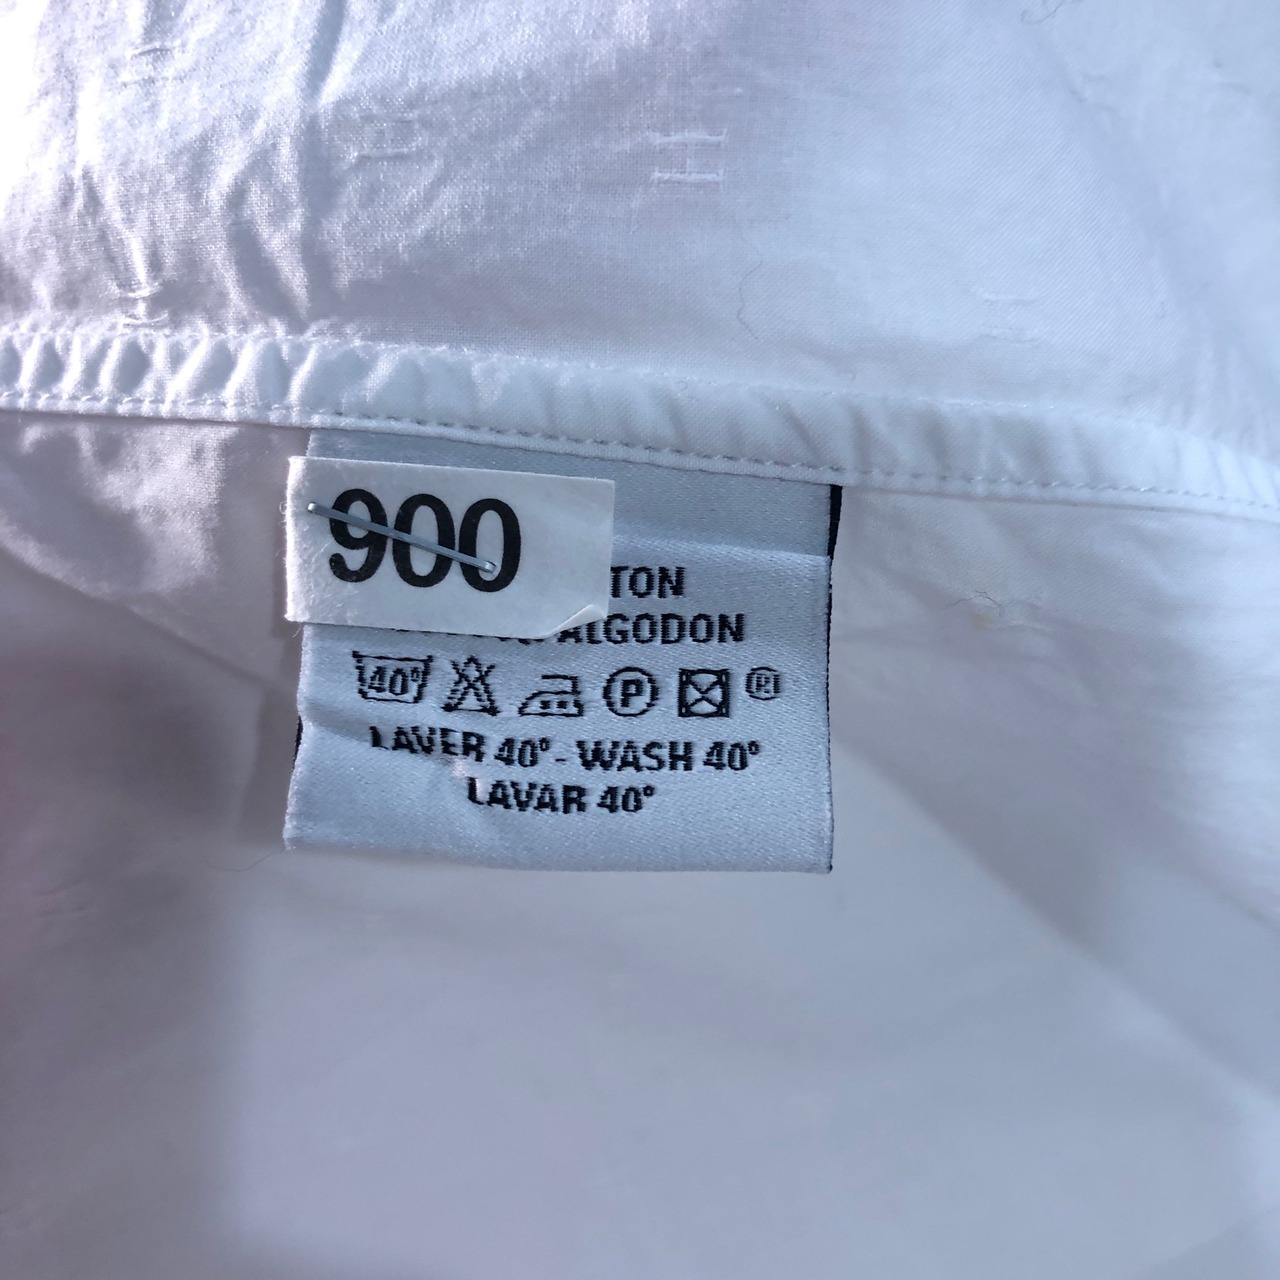 H
900
TON
ALGODON
40° P ®
LAVER 40° - WASH 40°
LAVAR 40°